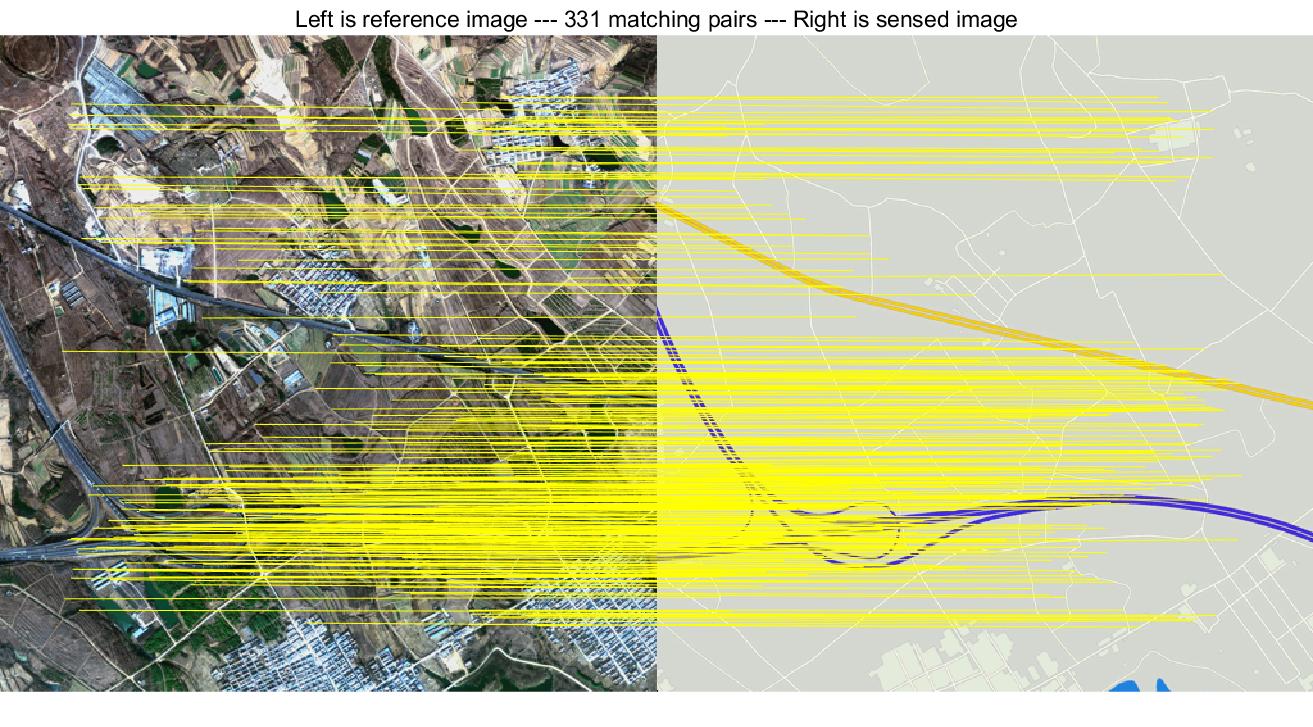 Left is reference image --- 331 matching pairs --- Right is sensed image